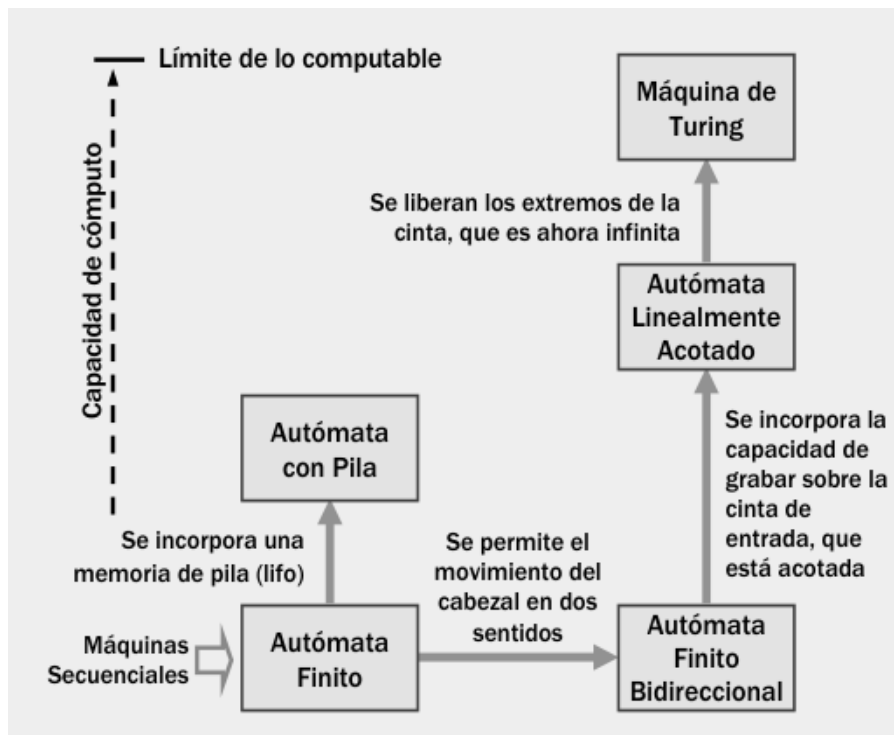 Límite de lo computable
Capacidad de cómputo
Máquina de
Turing
Se liberan los extremos de la
cinta, que es ahora infinita
Autómata
Linealmente
Acotado
Autómata
con Pila
Se incorpora la
capacidad de
grabar sobre la
cinta de
entrada, que
está acotada
Se incorpora una
memoria de pila (lifo)
Se permite el
movimiento del
cabezal en dos
sentidos
Máquinas
Secuenciales
Autómata
Finito
Autómata
Finito
Bidireccional